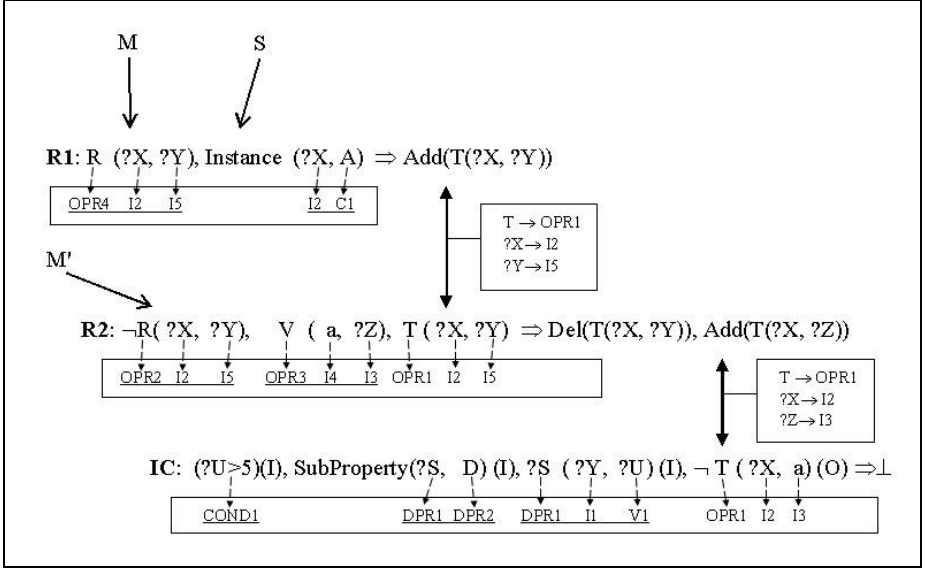 M S
R1: R (?X, ?Y), Instance (?X, A) ⇒ Add(T(?X, ?Y))
OPR4 I2 I5 I2 C1
T → OPR1
?X→ I2
?Y→ I5
M'
R2: ¬R( ?X, ?Y), V ( a, ?Z), T ( ?X, ?Y) ⇒ Del(T(?X, ?Y)), Add(T(?X, ?Z))
OPR2 I2 I5 OPR3 I4 I3 OPR1 I2 I5
T → OPR1
?X→ I2
?Z→ I3
IC: (?U>5)(I), SubProperty(?S, D) (I), ?S ( ?Y, ?U) (I), ¬ T ( ?X, a) (O) ⇒⊥
COND1 DPR1 DPR2 DPR1 I1 V1 OPR1 I2 I3